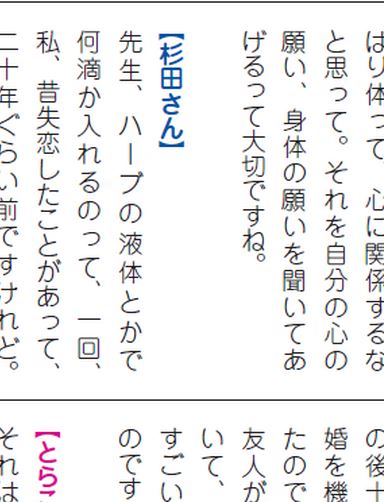 はり体って、心に関係するな
と思って。それを自分の心の
願い、身体の願いを聞いてあ
げるって大切ですね。
【杉田さん】
先生、ハーブの液体とかで
何滴か入れるのって、一回、
私、昔失恋したことがあって、
二十年ぐらい前ですけれど。
の後
婚を機
たので
友人が
いて、
すごい
のです
【とら
それは